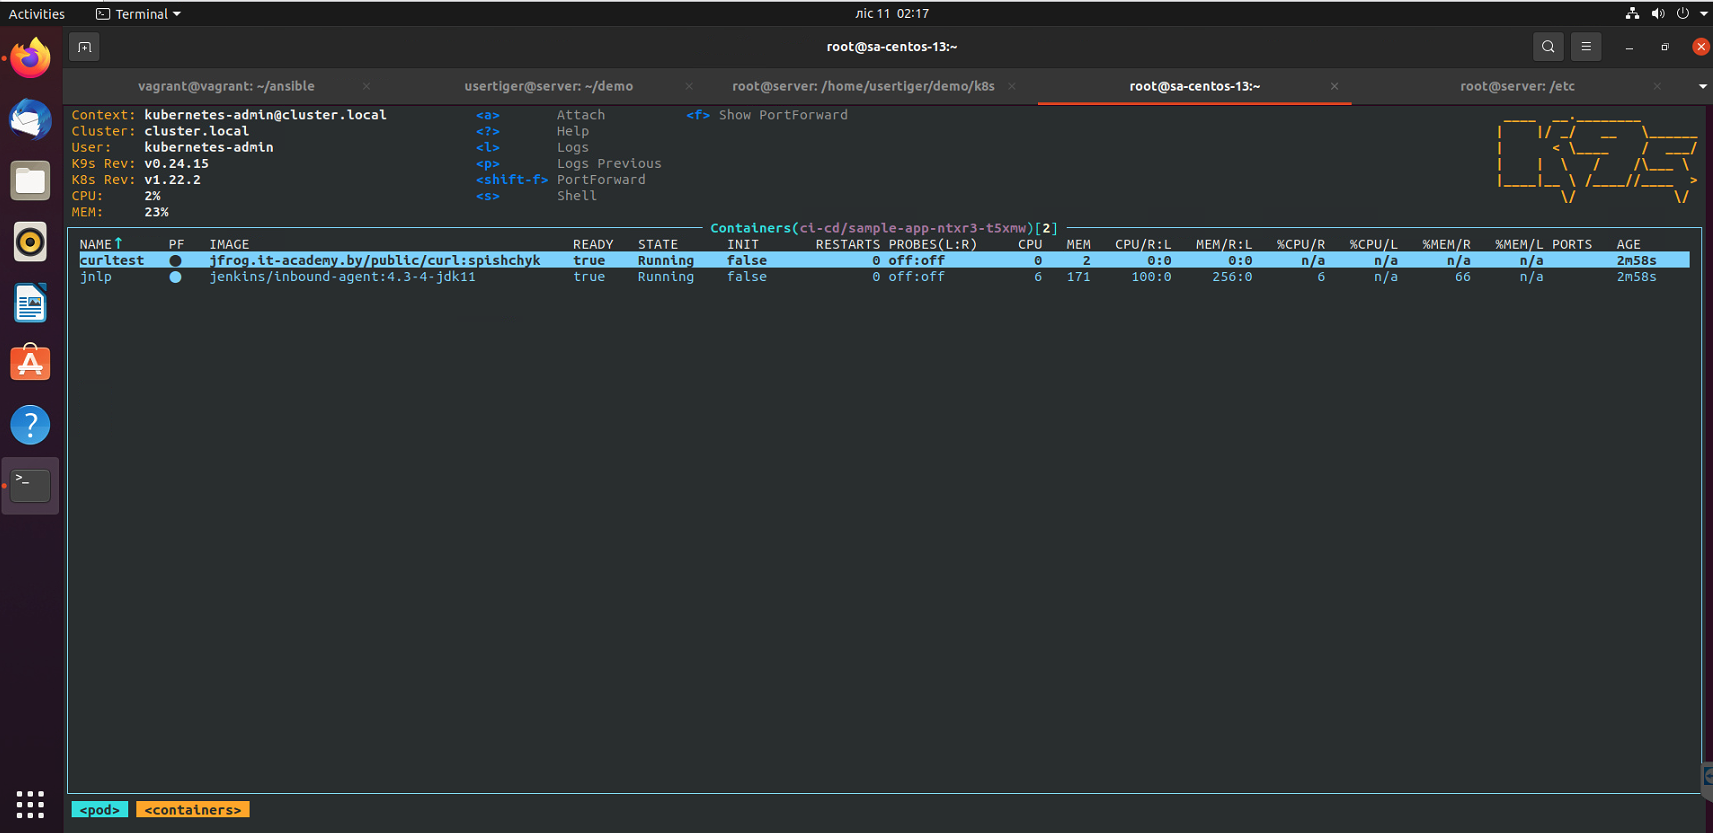 Activities Terminal ліс 11 02:17
root@sa-centos-13:~
vagrant@vagrant: ~/ansible usertiger@server: ~/demo root@server: /home/usertiger/demo/k8s root@sa-centos-13:~ root@server: /etc
Context: kubernetes-admin@cluster.local <a> Attach <f> Show PortForward
Cluster: cluster.local <?> Help
User: kubernetes-admin <l> Logs
K9s Rev: v0.24.15 <p> Logs Previous
K8s Rev: v1.22.2 <shift-f> PortForward
CPU: 2% <s> Shell
MEM: 23%
Containers(ci-cd/sample-app-ntxr3-t5xmw)[2]
NAME↑ PF IMAGE READY STATE INIT RESTARTS PROBES(L:R) CPU MEM CPU/R:L MEM/R:L %CPU/R %CPU/L %MEM/R %MEM/L PORTS AGE
curltest ● jfrog.it-academy.by/public/curl:spishchyk true Running false 0 off:off 0 2 0:0 0:0 n/a n/a n/a n/a 2m58s
jnlp ● jenkins/inbound-agent:4.3-4-jdk11 true Running false 0 off:off 6 171 100:0 256:0 6 n/a 66 n/a 2m58s
<pod> <containers>